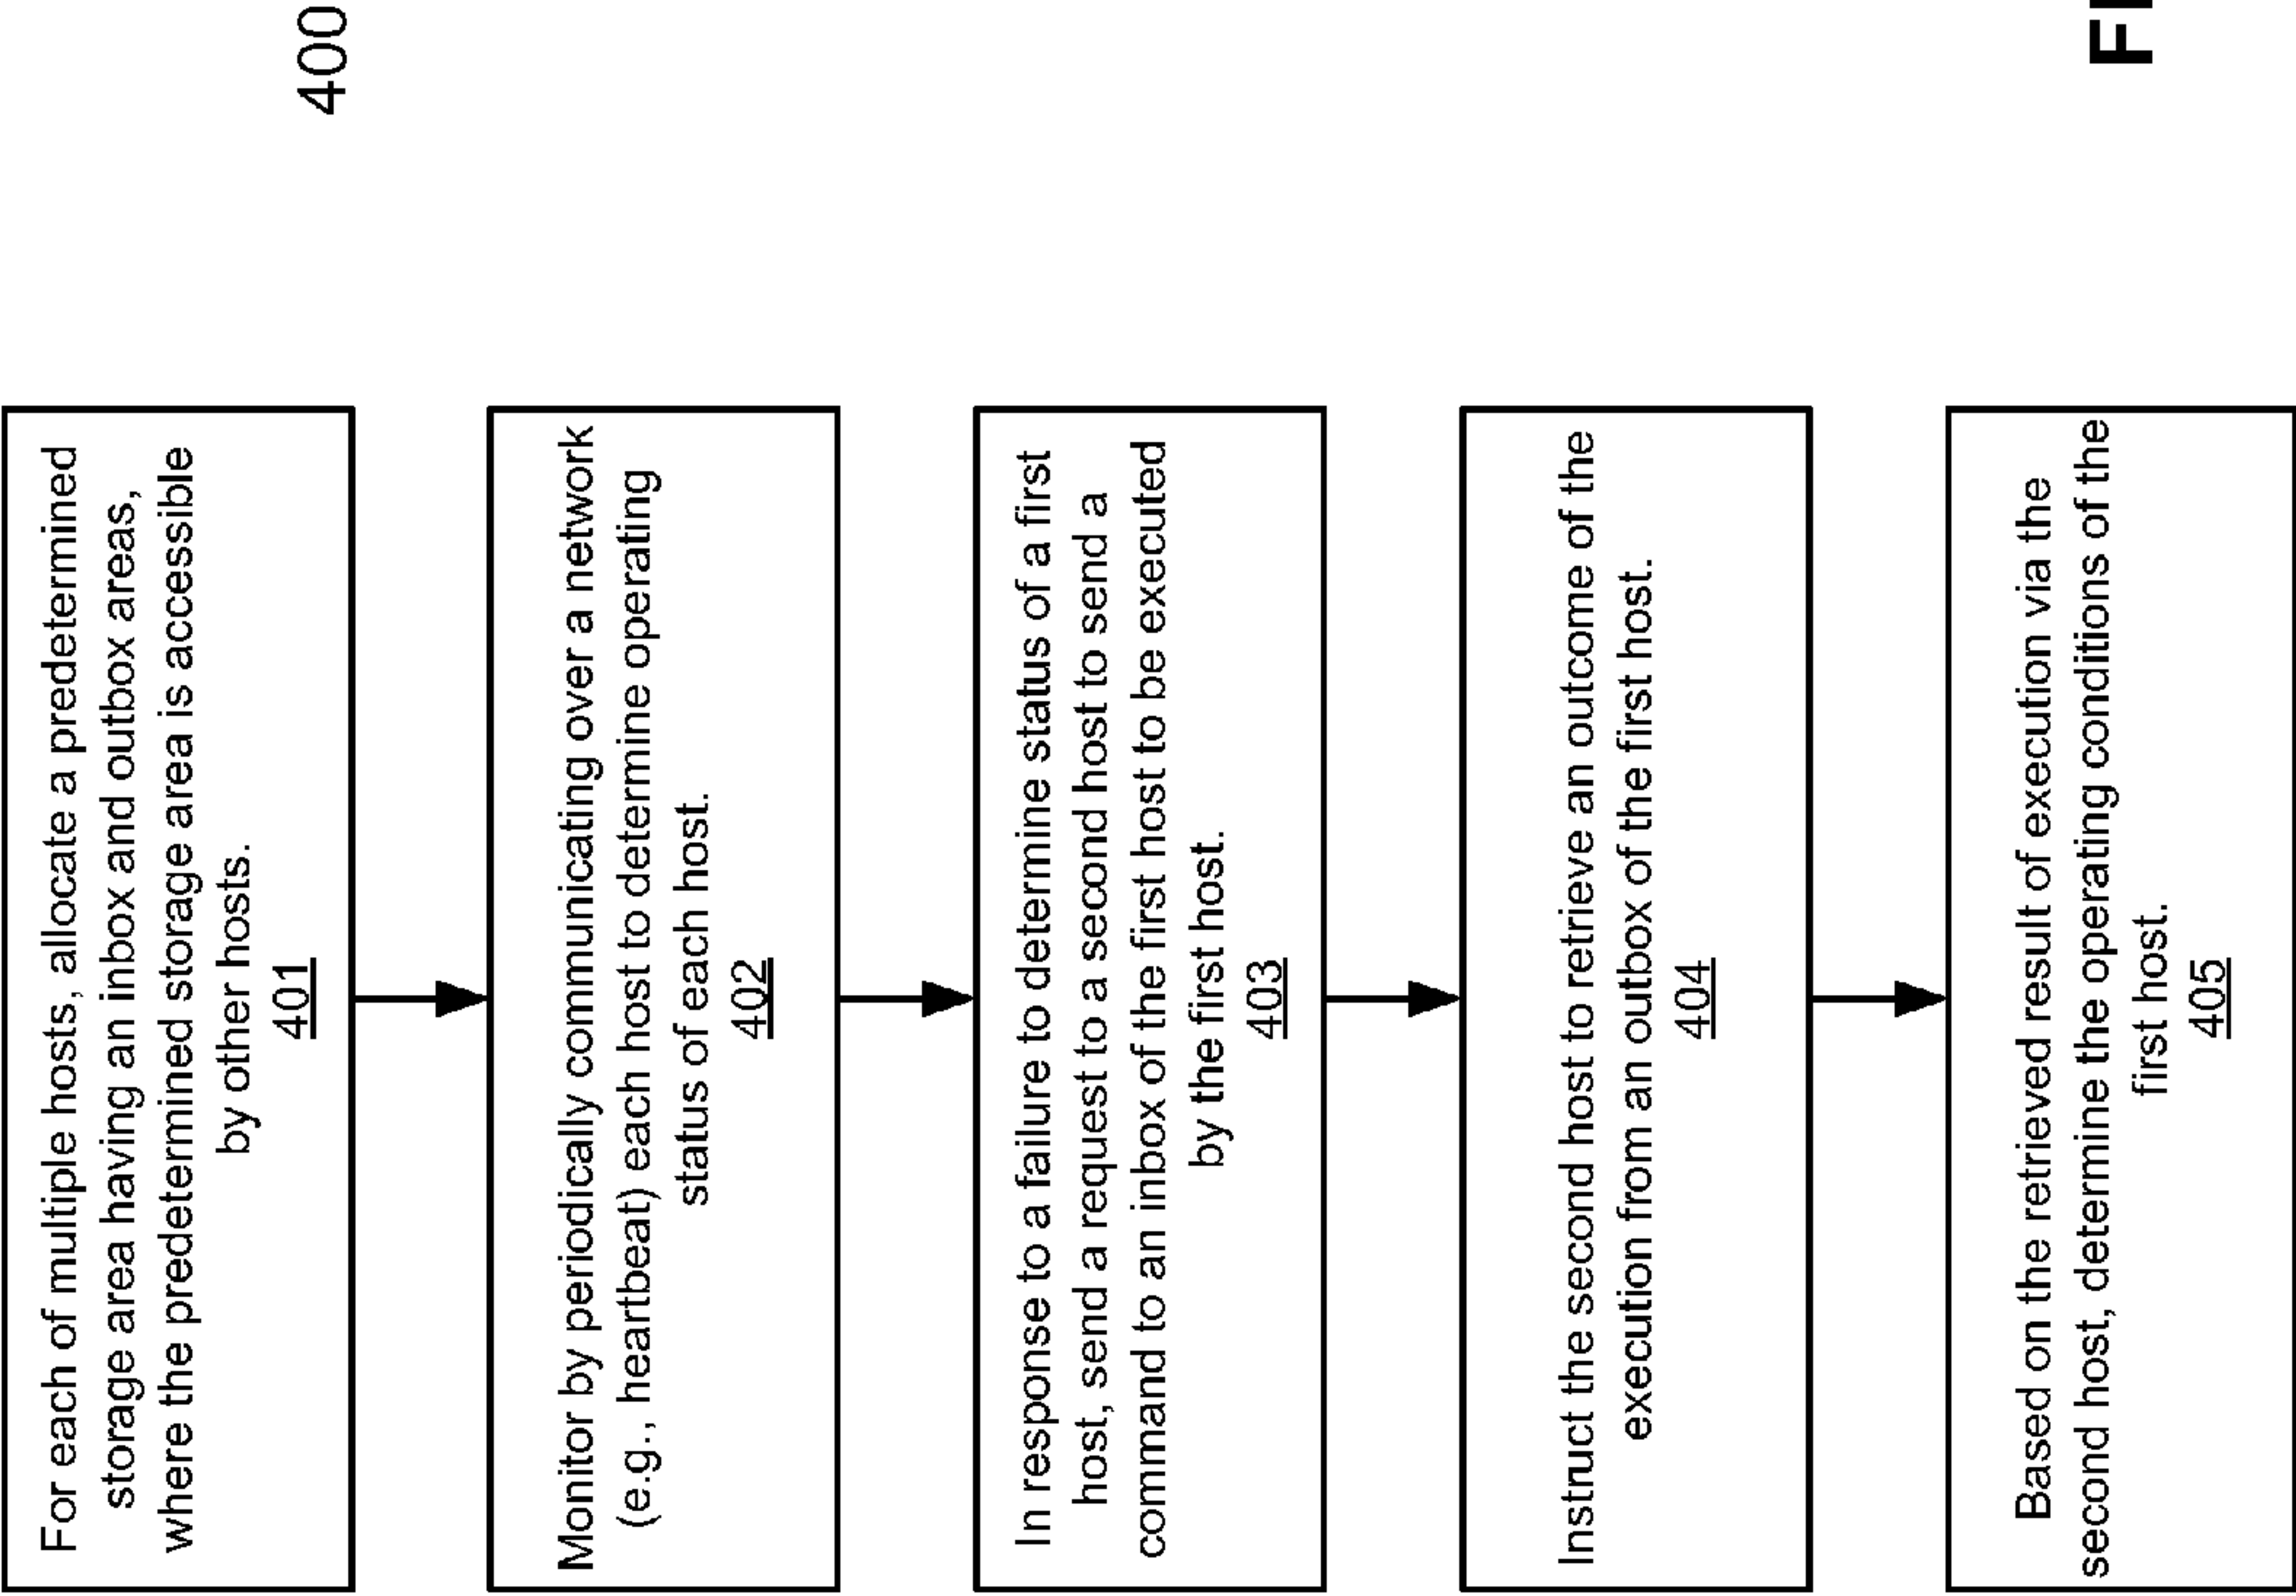 For each of multiple hosts, allocate a predetermined
storage area having an inbox and outbox areas,
where the predetermined storage area is accessible
by other hosts.
401
Monitor by periodically communicating over a network
(e.g., heartbeat) each host to determine operating
status of each host.
402
In response to a failure to determine status of a first
host, send a request to a second host to send a
command to an inbox of the first host to be executed
by the first host.
403
Instruct the second host to retrieve an outcome of the
execution from an outbox of the first host.
404
Based on the retrieved result of execution via the
second host, determine the operating conditions of the
first host.
405
400